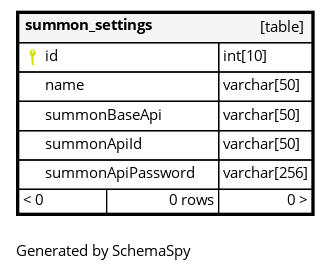 summon_settings [table]
id int[10]
name varchar[50]
summonBaseApi varchar[50]
summonApiId varchar[50]
summonApiPassword varchar[256]
< 0 0 rows 0 >
Generated by SchemaSpy